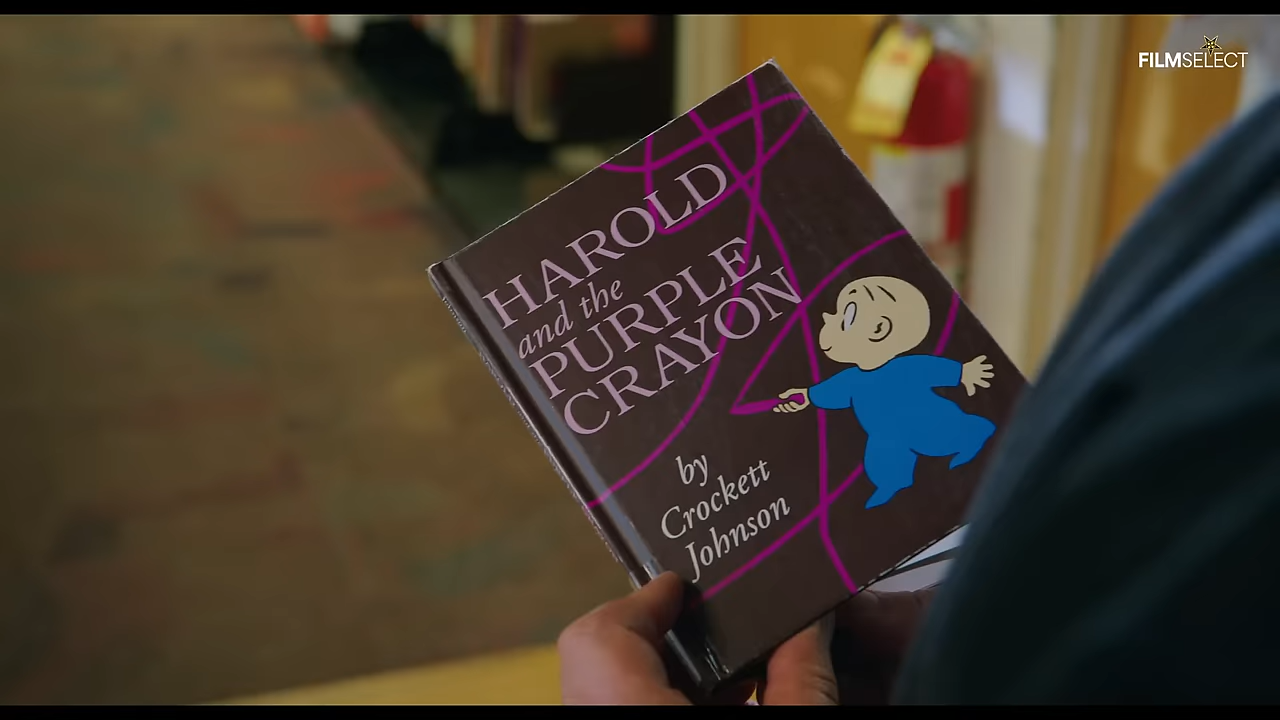 FILMSELECT
HAROLD
and the
PURPLE
CRAYON
by
Crockett
Johnson